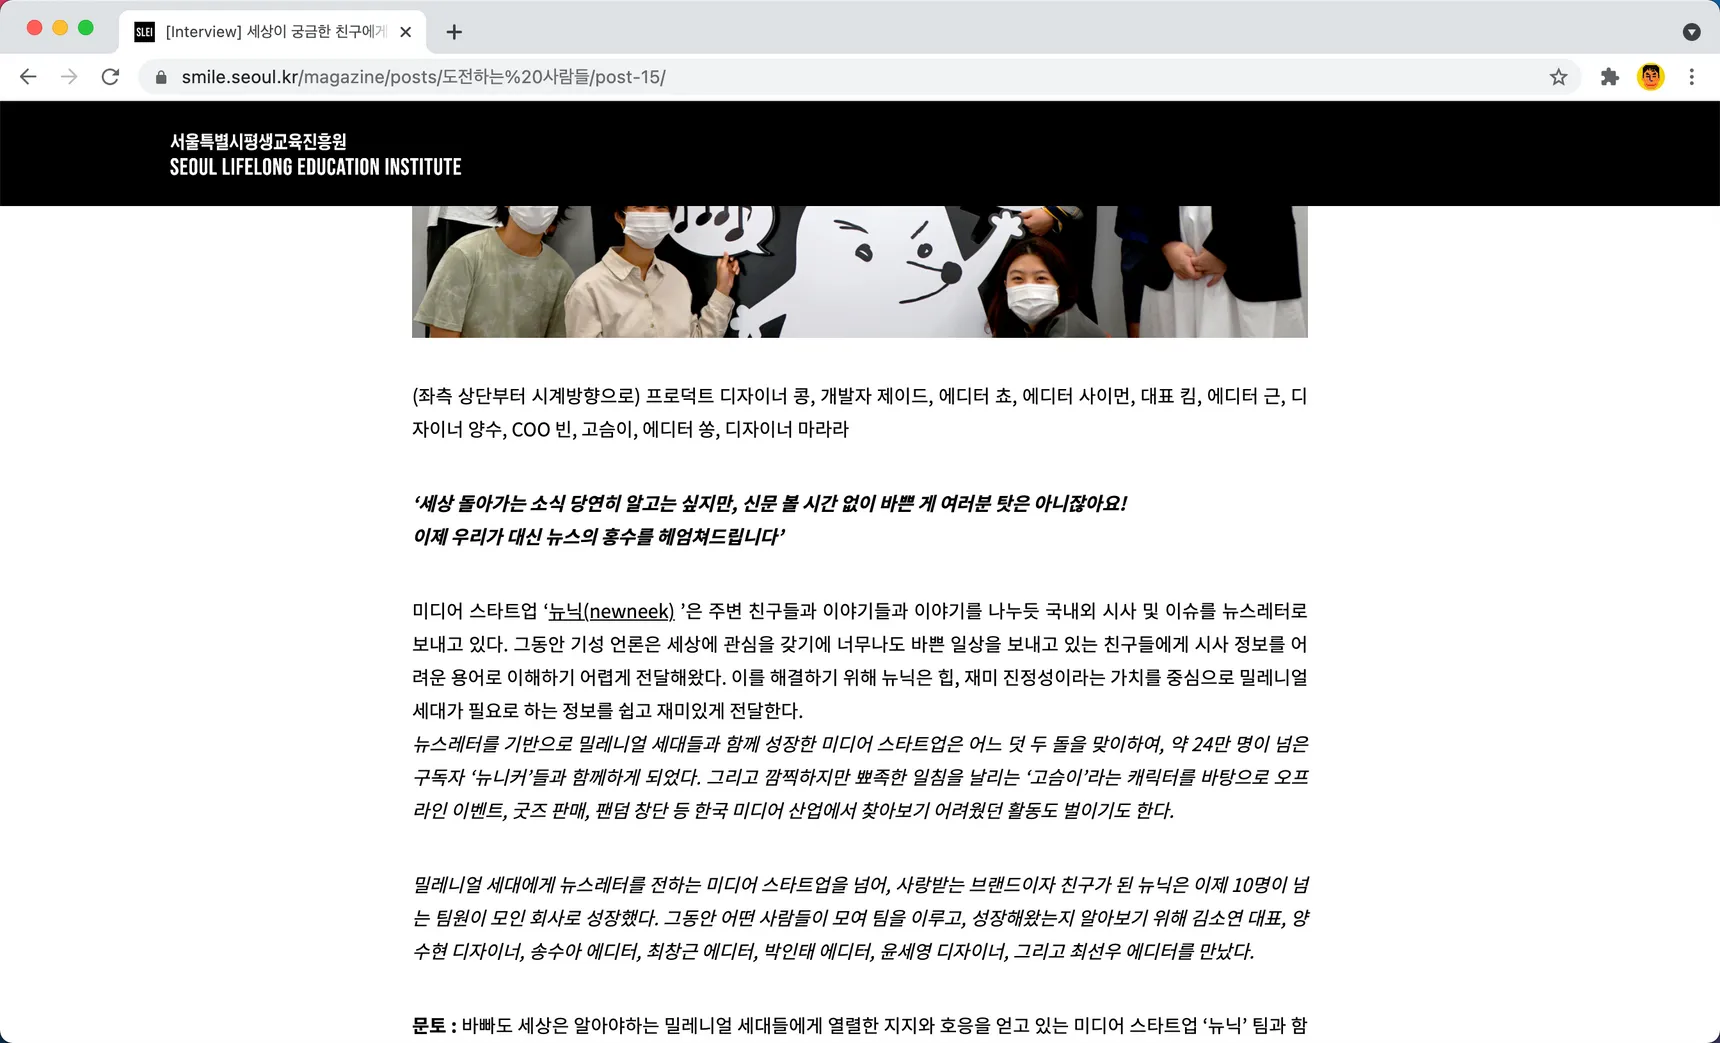 SLEI
[Interview] 세상이 궁금한 친구에게
smile.seoul.kr/magazine/posts/도전하는%20사람들/post-15/
서울특별시평생교육진흥원
SEOUL LIFELONG EDUCATION INSTITUTE
(좌측 상단부터 시계방향으로) 프로덕트 디자이너 콩, 개발자 제이드, 에디터 쵸, 에디터 사이먼, 대표 킴, 에디터 근, 디
자이너 양수, COO 빈, 고슴이, 에디터 쏭, 디자이너 마라라
‘세상 돌아가는 소식 당연히 알고는 싶지만, 신문 볼 시간 없이 바쁜 게 여러분 탓은 아니잖아요!
이제 우리가 대신 뉴스의 홍수를 헤엄쳐드립니다’
미디어 스타트업 ‘뉴닉(newneek) ’은 주변 친구들과 이야기들과 이야기를 나누듯 국내외 시사 및 이슈를 뉴스레터로
보내고 있다. 그동안 기성 언론은 세상에 관심을 갖기에 너무나도 바쁜 일상을 보내고 있는 친구들에게 시사 정보를 어
려운 용어로 이해하기 어렵게 전달해왔다. 이를 해결하기 위해 뉴닉은 힙, 재미 진정성이라는 가치를 중심으로 밀레니얼
세대가 필요로 하는 정보를 쉽고 재미있게 전달한다.
뉴스레터를 기반으로 밀레니얼 세대들과 함께 성장한 미디어 스타트업은 어느 덧 두 돌을 맞이하여, 약 24만 명이 넘은
구독자 ‘뉴니커’들과 함께하게 되었다. 그리고 깜찍하지만 뾰족한 일침을 날리는 ‘고슴이’라는 캐릭터를 바탕으로 오프
라인 이벤트, 굿즈 판매, 팬덤 창단 등 한국 미디어 산업에서 찾아보기 어려웠던 활동도 벌이기도 한다.
밀레니얼 세대에게 뉴스레터를 전하는 미디어 스타트업을 넘어, 사랑받는 브랜드이자 친구가 된 뉴닉은 이제 10명이 넘
는 팀원이 모인 회사로 성장했다. 그동안 어떤 사람들이 모여 팀을 이루고, 성장해왔는지 알아보기 위해 김소연 대표, 양
수현 디자이너, 송수아 에디터, 최창근 에디터, 박인태 에디터, 윤세영 디자이너, 그리고 최선우 에디터를 만났다.
문토 : 바빠도 세상은 알아야하는 밀레니얼 세대들에게 열렬한 지지와 호응을 얻고 있는 미디어 스타트업 ‘뉴닉’ 팀과 함